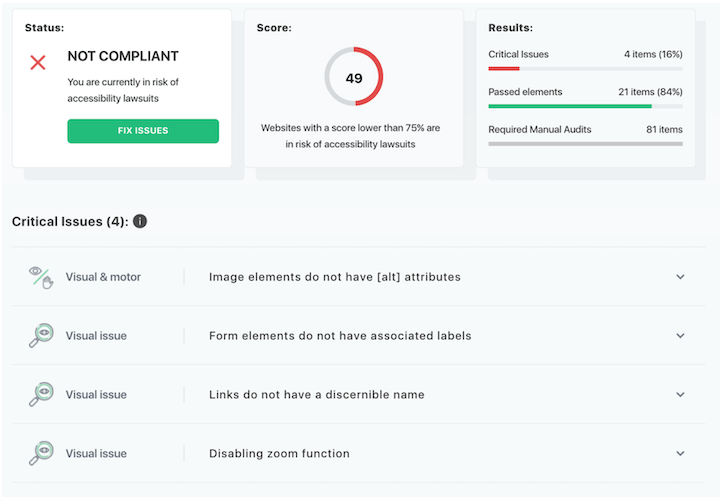 Status:
NOT COMPLIANT
You are currently in risk of
accessibility lawsuits
FIX ISSUES
Score:
49
Websites with a score lower than 75% are
in risk of accessibility lawsuits
Results:
Critical Issues 4 items (16%)
Passed elements 21 items (84%)
Required Manual Audits 81 items
Critical Issues (4): i
Visual & motor Image elements do not have [alt] attributes
Visual issue Form elements do not have associated labels
Visual issue Links do not have a discernible name
Visual issue Disabling zoom function